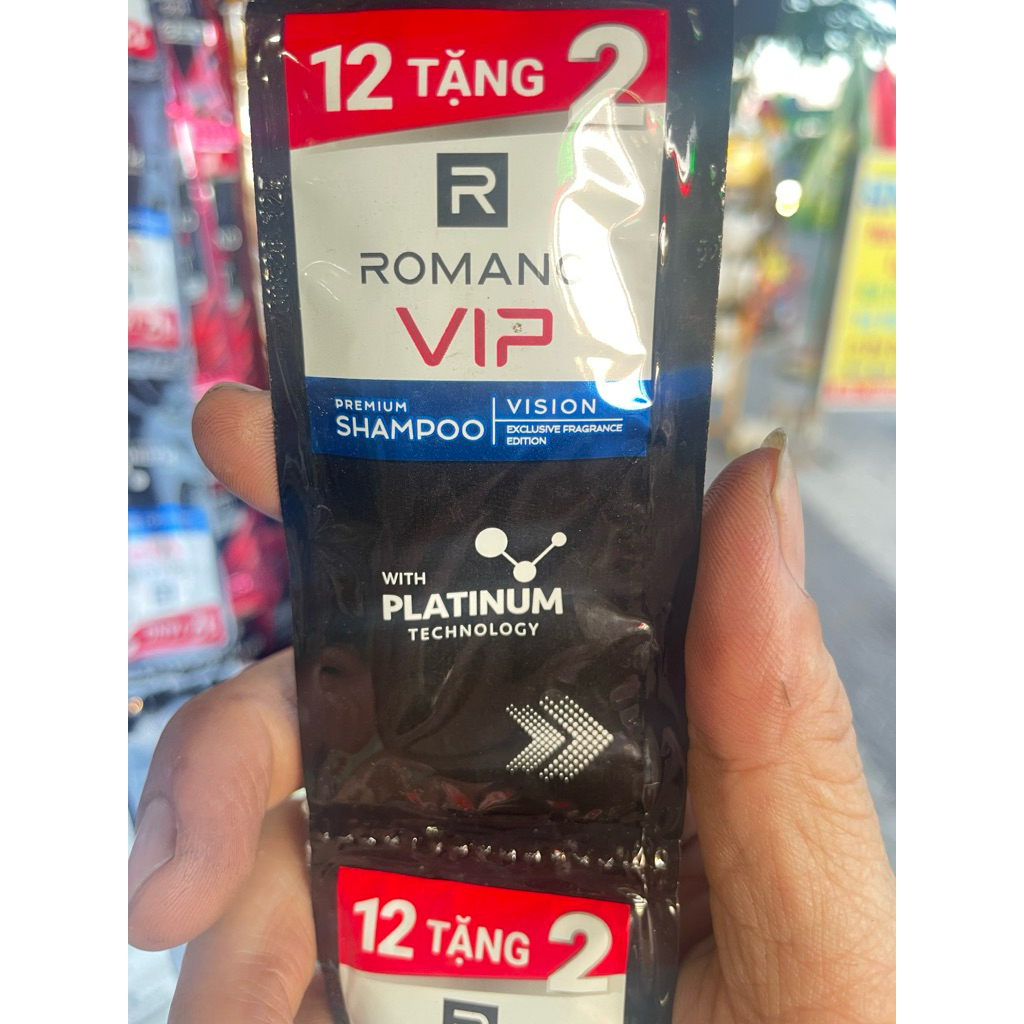 12 TẶNG 2
R
ROMANO
VIP
PREMIUM
SHAMPOO
VISION
EXCLUSIVE FRAGRANCE
EDITION
WITH
PLATINUM
TECHNOLOGY
12 TẶNG 2